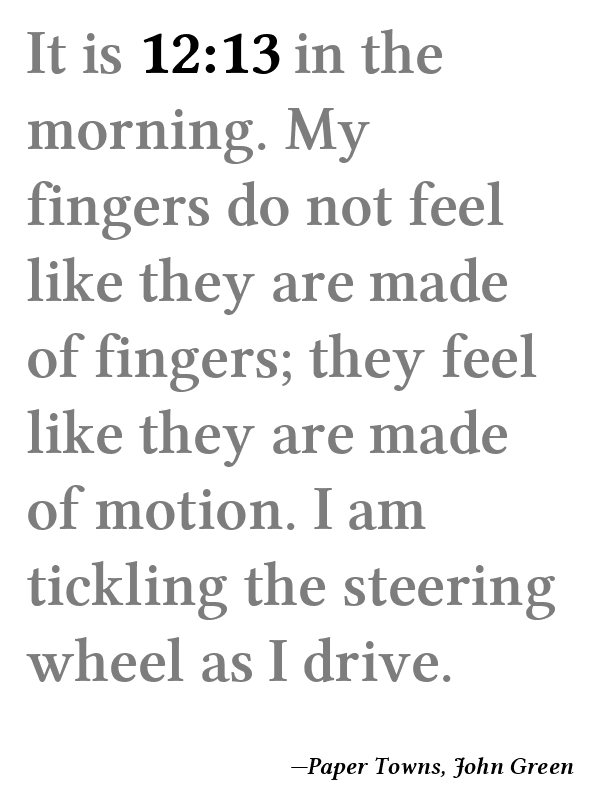 It is 12:13 in the
morning. My
fingers do not feel
like they are made
of fingers; they feel
like they are made
of motion. I am
tickling the steering
wheel as I drive.
—Paper Towns, John Green